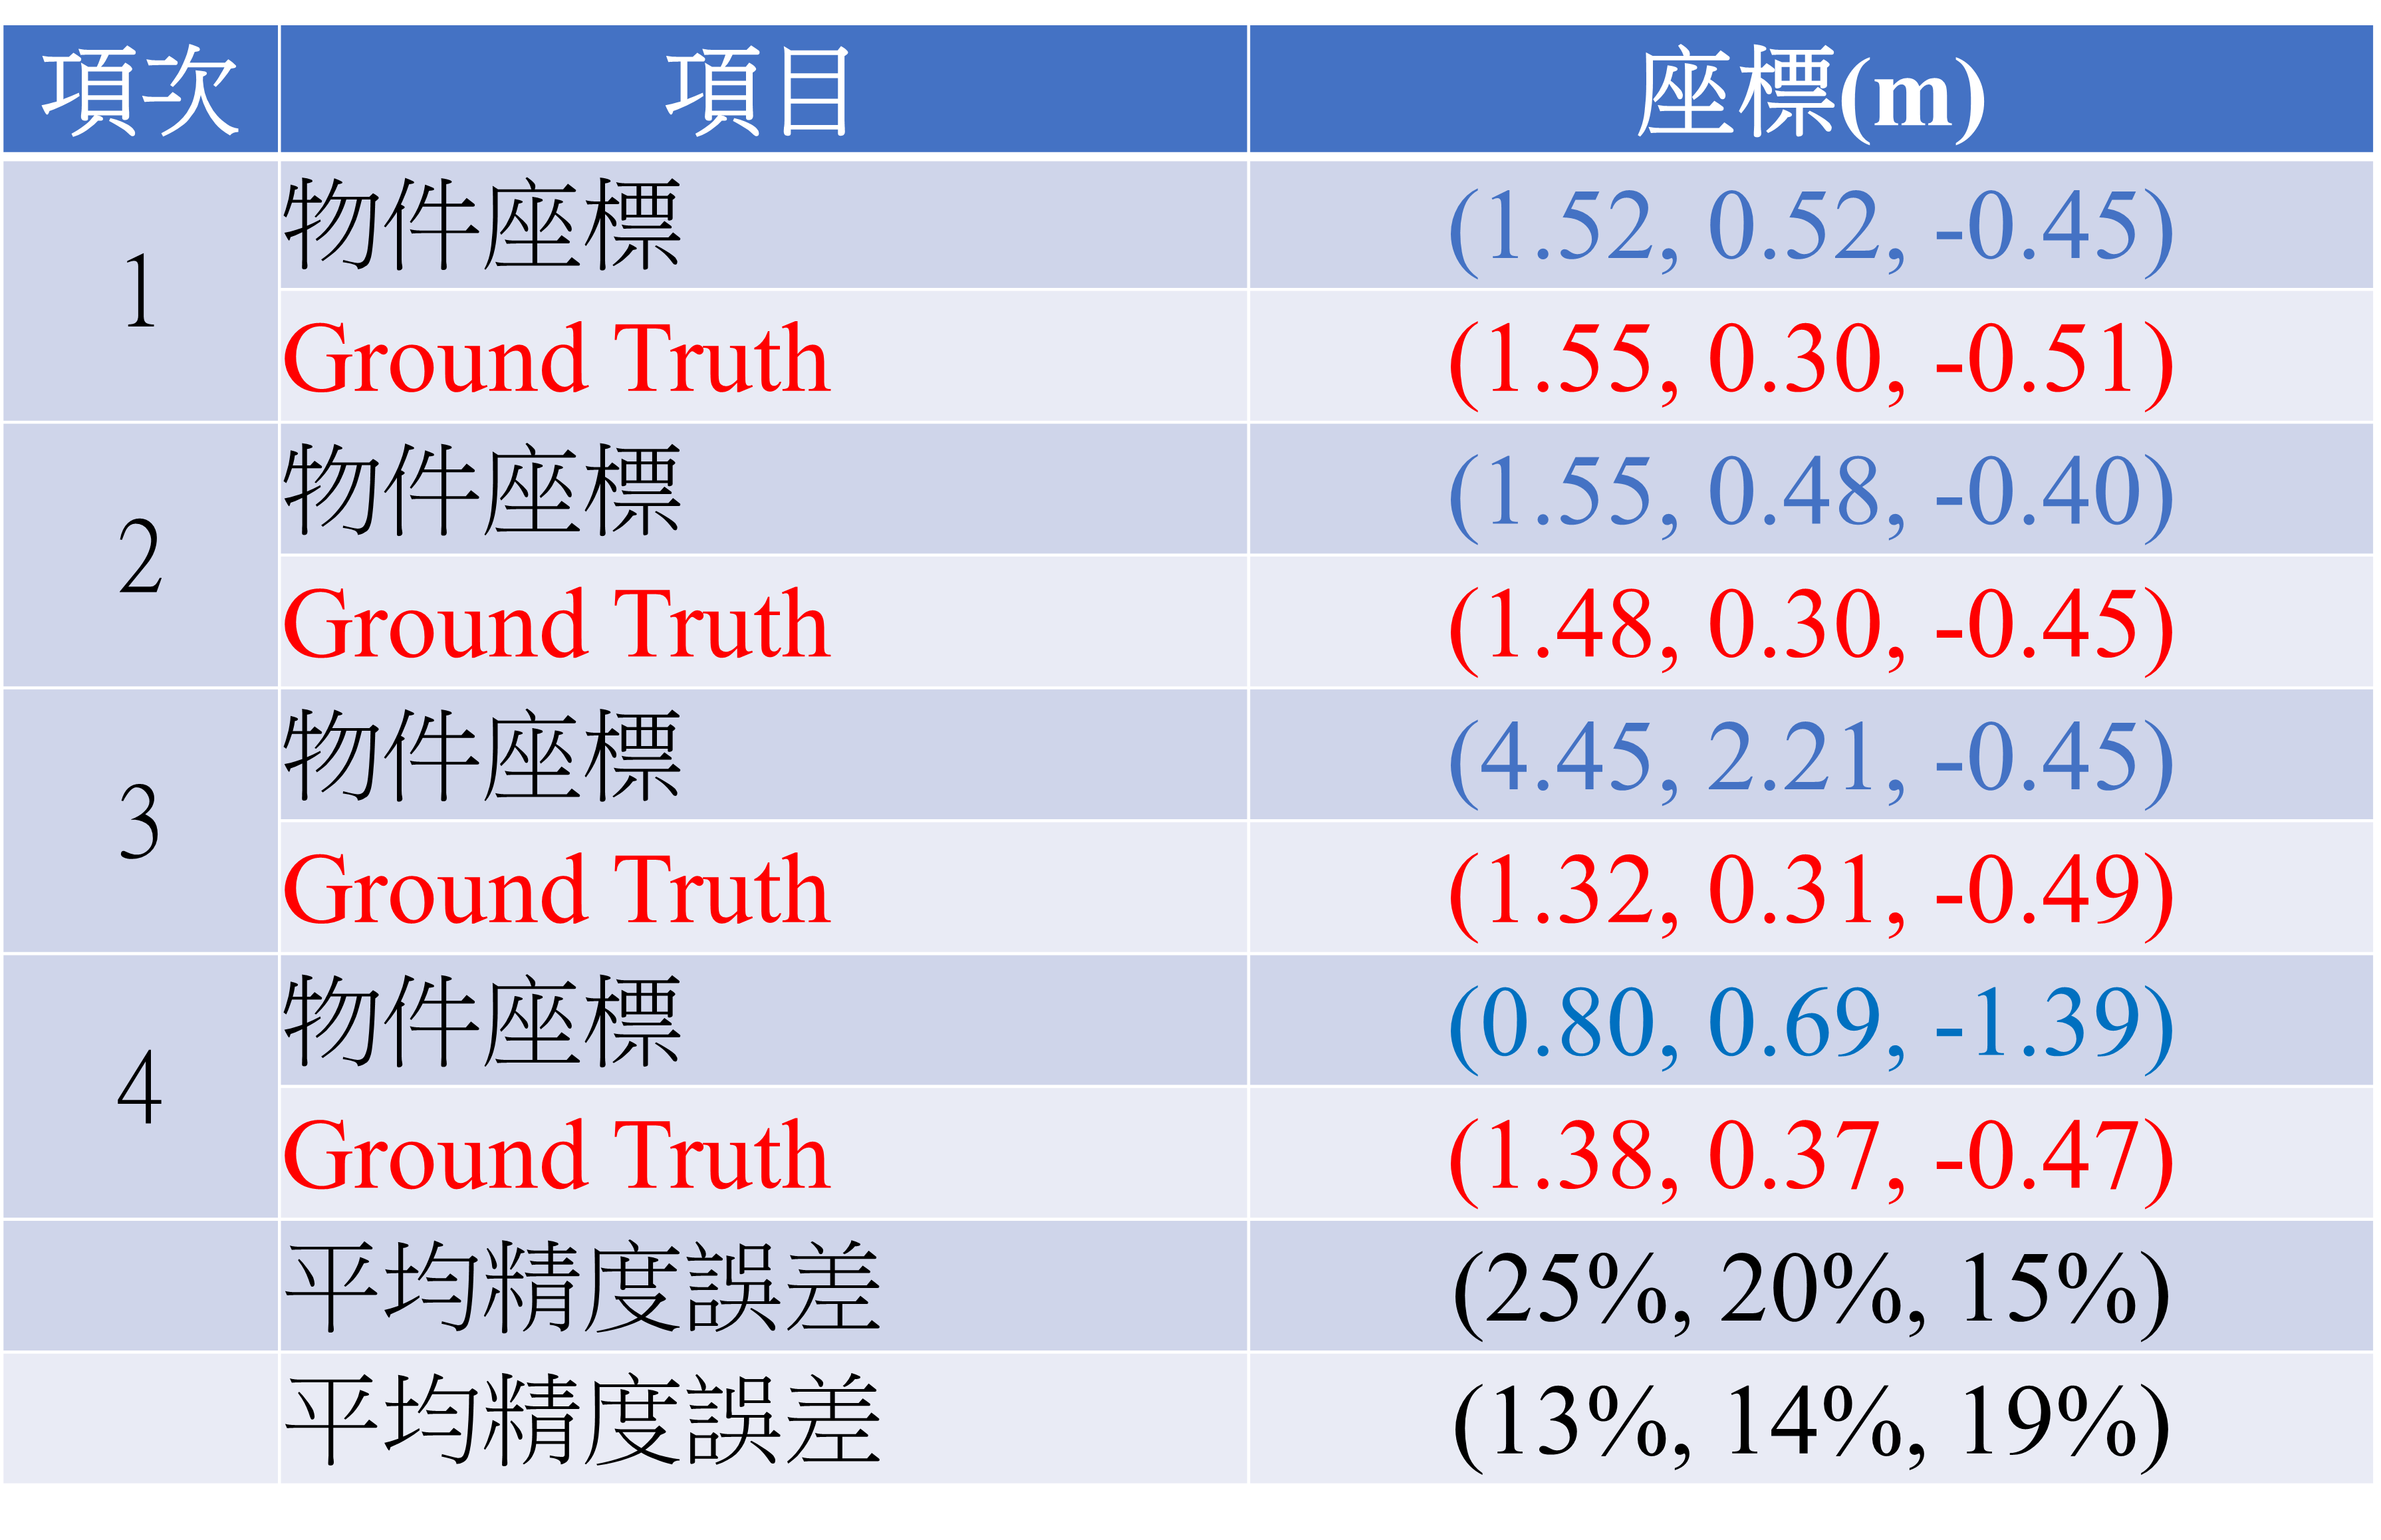 項次 項目 座標(m)
1 物件座標 (1.52, 0.52, -0.45)
Ground Truth (1.55, 0.30, -0.51)
2 物件座標 (1.55, 0.48, -0.40)
Ground Truth (1.48, 0.30, -0.45)
3 物件座標 (4.45, 2.21, -0.45)
Ground Truth (1.32, 0.31, -0.49)
4 物件座標 (0.80, 0.69, -1.39)
Ground Truth (1.38, 0.37, -0.47)
平均精度誤差 (25%, 20%, 15%)
平均精度誤差 (13%, 14%, 19%)